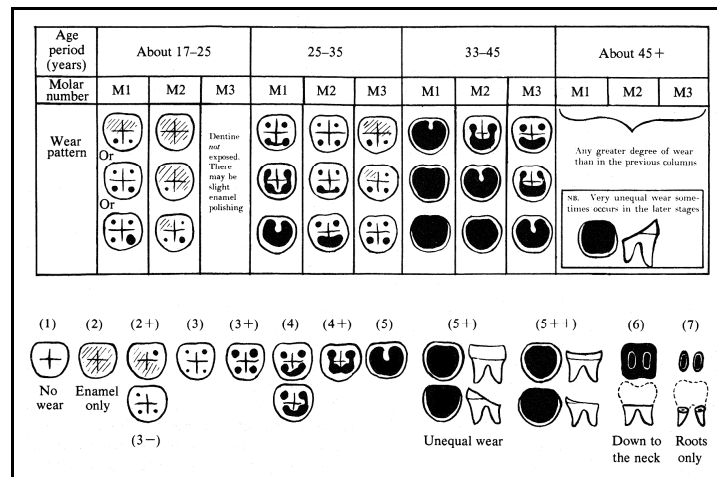 Age period (years) About 17–25 25–35 33–45 About 45+
Molar number M1 M2 M3 M1 M2 M3 M1 M2 M3 M1 M2 M3
Wear pattern
Or
Or
Dentine
not
exposed.
There
may be
slight
enamel
polishing
Any greater degree of wear
than in the previous columns
NB. Very unequal wear some-
times occurs in the later stages
(1) (2) (2+) (3) (3+) (4) (4+) (5) (5+) (5++) (6) (7)
No wear
Enamel only
(3−)
Unequal wear
Down to the neck
Roots only